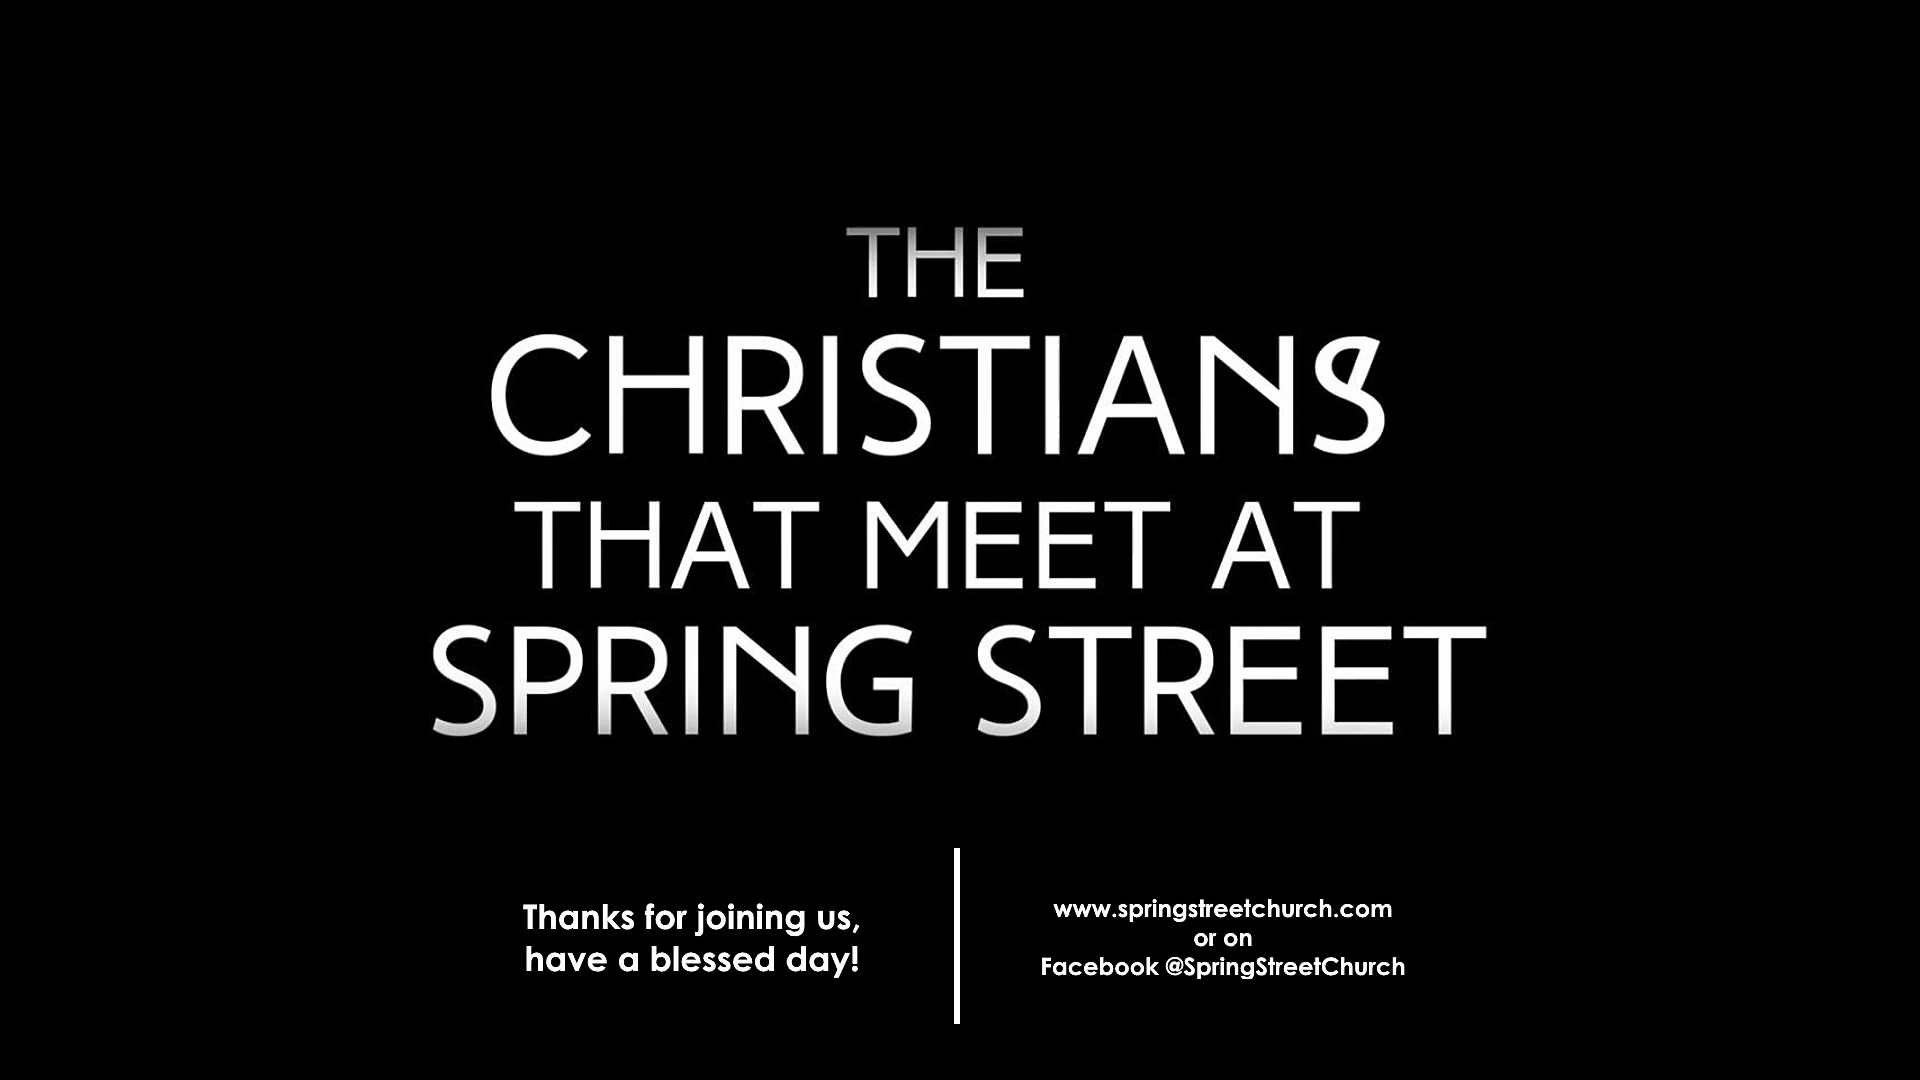 THE
CHRISTIANS
THAT MEET AT
SPRING STREET
Thanks for joining us,
have a blessed day!
www.springstreetchurch.com
or on
Facebook @SpringStreetChurch